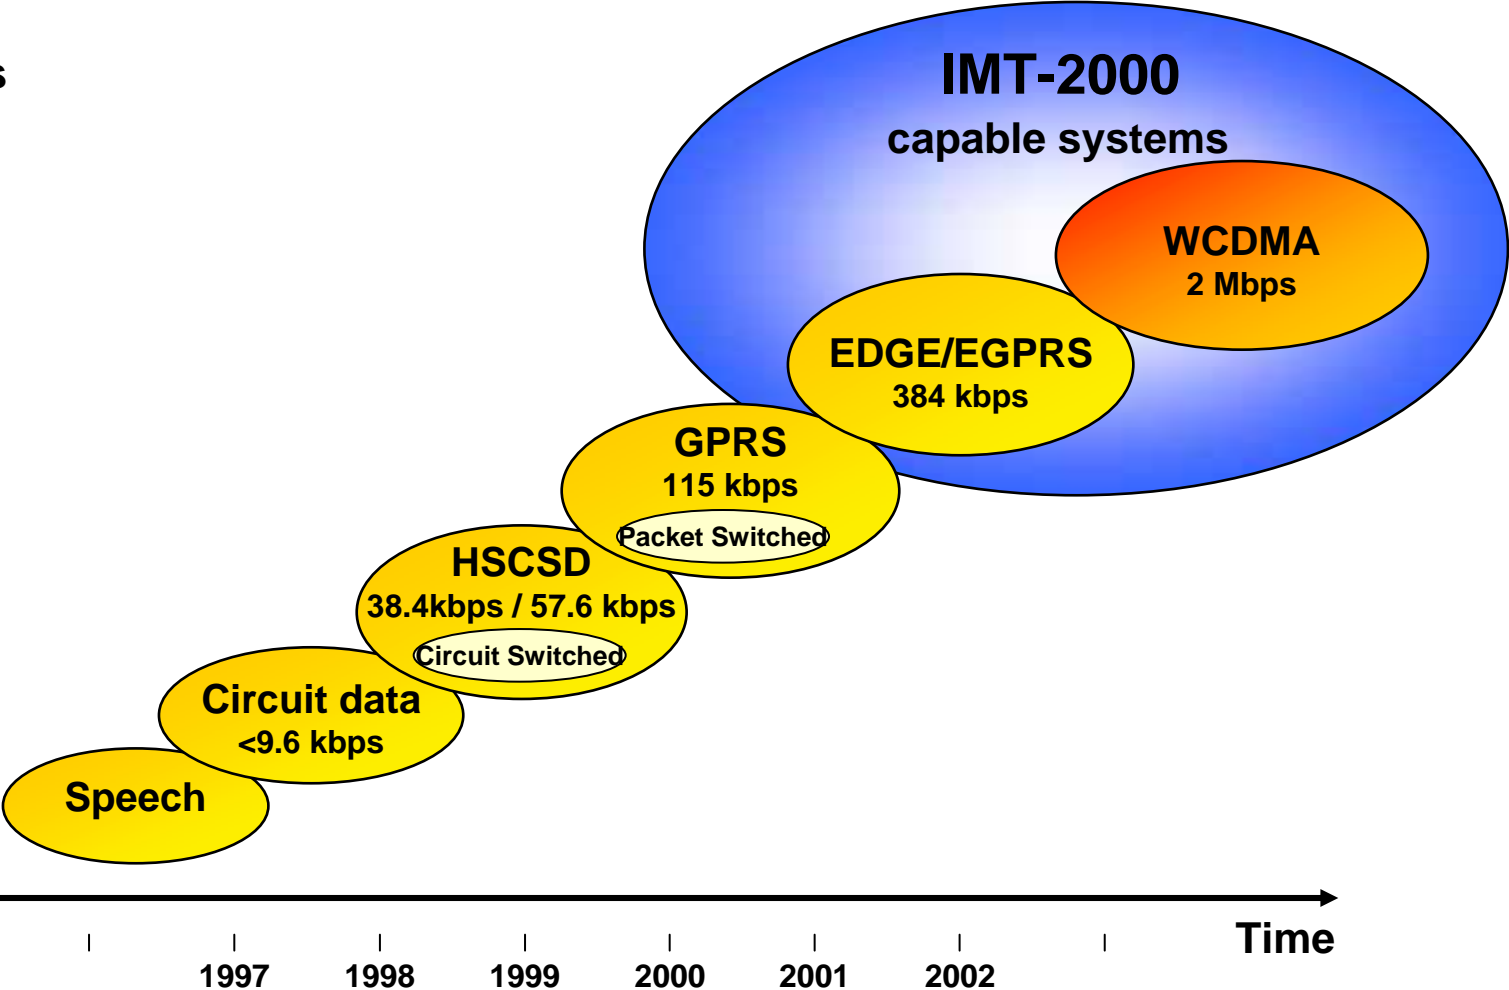 s
IMT-2000
capable systems
WCDMA
2 Mbps
EDGE/EGPRS
384 kbps
GPRS
115 kbps
Packet Switched
HSCSD
38.4kbps / 57.6 kbps
Circuit Switched
Circuit data
<9.6 kbps
Speech
Time
1997 1998 1999 2000 2001 2002